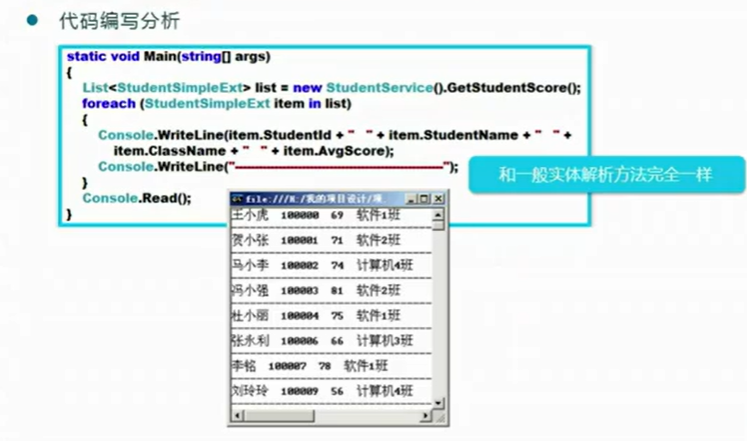 代码编写分析
static void Main(string[] args)
{
List<StudentSimpleExt> list = new StudentService().GetStudentScore();
foreach (StudentSimpleExt item in list)
{
Console.WriteLine(item.StudentId + "   " + item.StudentName + "   " +
item.ClassName + "   " + item.AvgScore);
Console.WriteLine("----------------------------------------------------");
}
Console.Read();
}
和一般实体解析方法完全一样
file:///H:/我的项目设计/项
王小虎 100000 69 软件1班
贺小张 100001 71 软件2班
马小李 100002 74 计算机4班
冯小强 100003 81 软件2班
杜小丽 100004 75 软件1班
张永利 100006 66 计算机3班
李铭 100007 78 软件1班
刘玲玲 100009 56 计算机4班